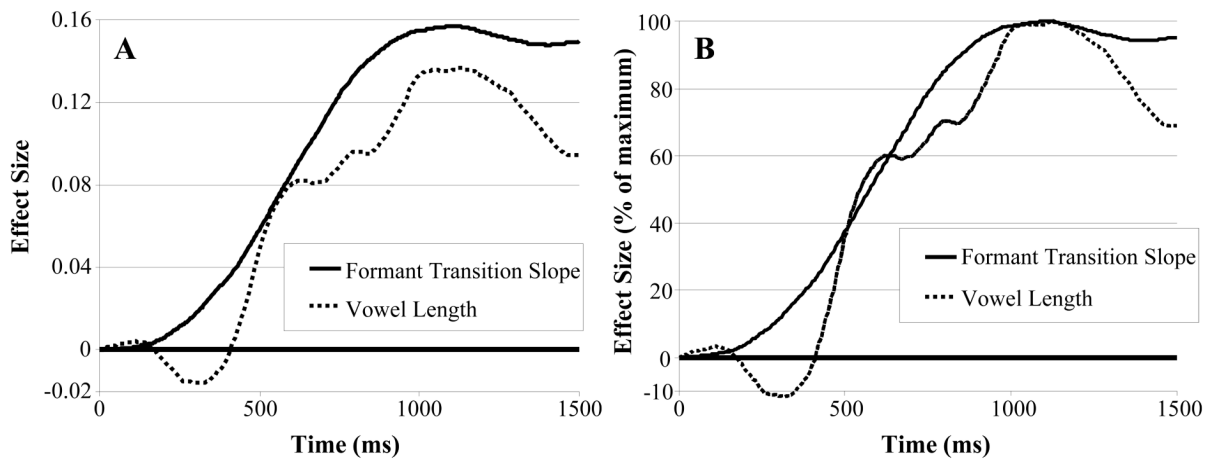 A
Effect Size
0.16
0.12
0.08
0.04
0
-0.02
Formant Transition Slope
Vowel Length
0
500
1000
1500
Time (ms)
B
Effect Size (% of maximum)
100
80
60
40
20
0
-10
Formant Transition Slope
Vowel Length
0
500
1000
1500
Time (ms)